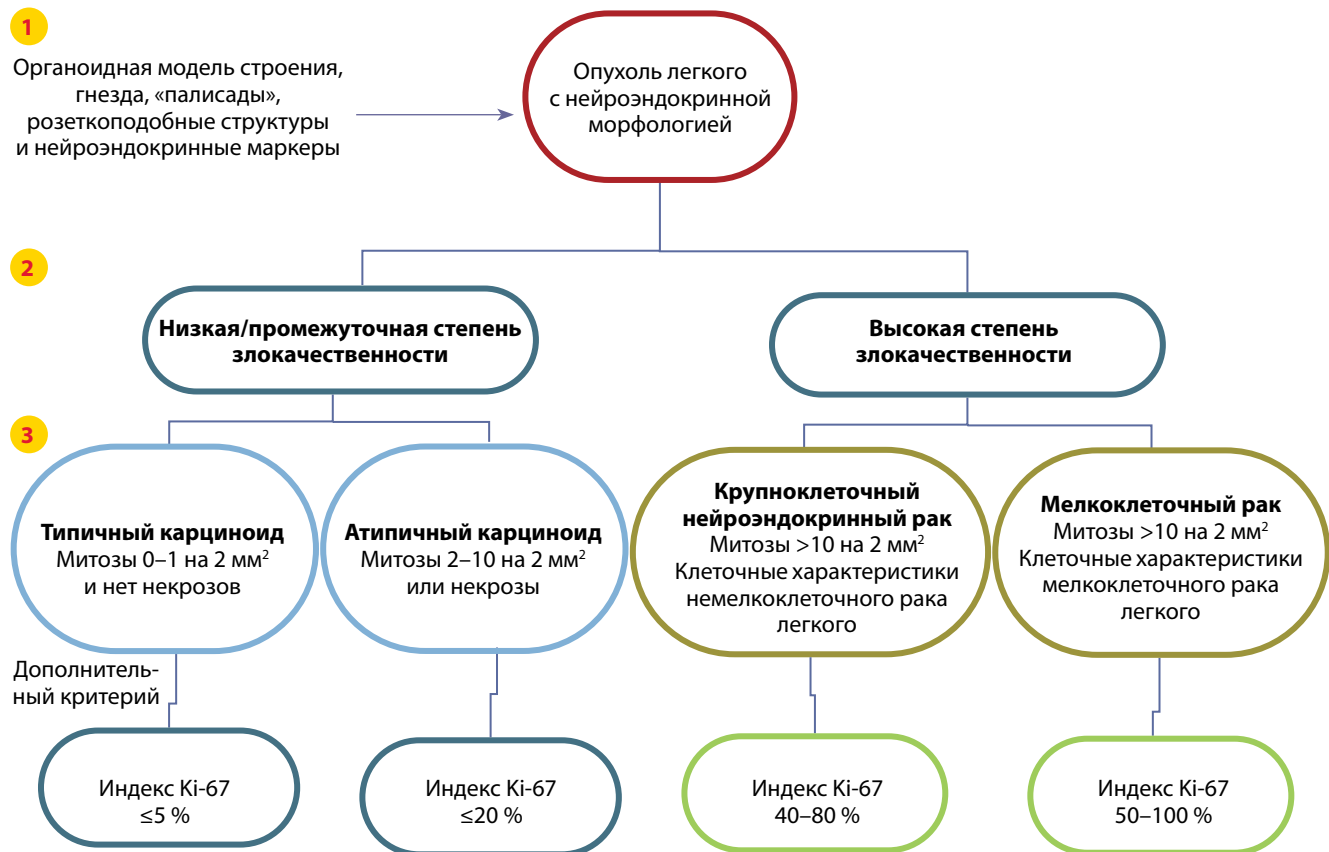 1
Органоидная модель строения,
гнезда, «палисады»,
розеткоподобные структуры
и нейроэндокринные маркеры
Опухоль легкого
с нейроэндокринной
морфологией
2
Низкая/промежуточная степень
злокачественности
Высокая степень
злокачественности
3
Типичный карциноид
Митозы 0–1 на 2 мм²
и нет некрозов
Атипичный карциноид
Митозы 2–10 на 2 мм²
или некрозы
Крупноклеточный
нейроэндокринный рак
Митозы >10 на 2 мм²
Клеточные характеристики
немелкоклеточного рака
легкого
Мелкоклеточный рак
Митозы >10 на 2 мм²
Клеточные характеристики
мелкоклеточного рака
легкого
Дополнитель-
ный критерий
Индекс Ki-67
≤5 %
Индекс Ki-67
≤20 %
Индекс Ki-67
40–80 %
Индекс Ki-67
50–100 %